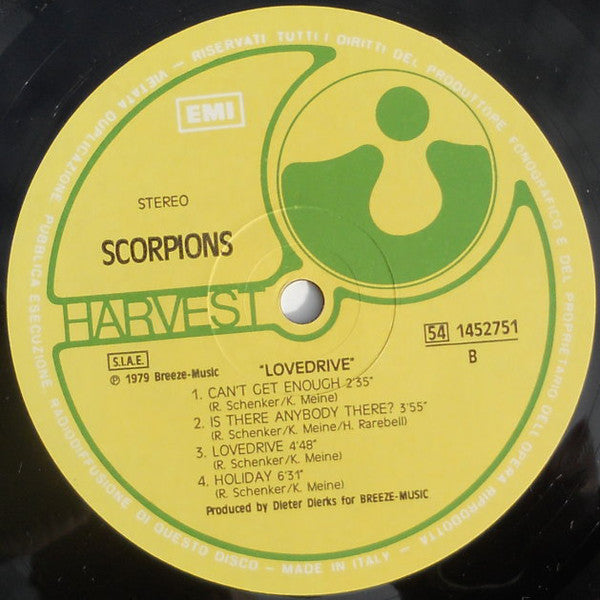 VIETATA DUPLICAZIONE PUBBLICA ESECUZIONE RADIODIFFUSIONE DI QUESTO DISCO - MADE IN ITALY - RISERVATI TUTTI I DIRITTI DEL PRODUTTORE FONOGRAFICO E DEL PROPRIETARIO DELL'OPERA RIPRODOTTA
EMI
STEREO
SCORPIONS
HARVEST
S.I.A.E.
℗ 1979 Breeze-Music
54 1452751
B
"LOVEDRIVE"
1. CAN'T GET ENOUGH 2'35"
(R. Schenker/K. Meine)
2. IS THERE ANYBODY THERE? 3'55"
(R. Schenker/K. Meine/H. Rarebell)
3. LOVEDRIVE 4'48"
(R. Schenker/K. Meine)
4. HOLIDAY 6'31"
(R. Schenker/K. Meine)
Produced by Dieter Dierks for BREEZE-MUSIC